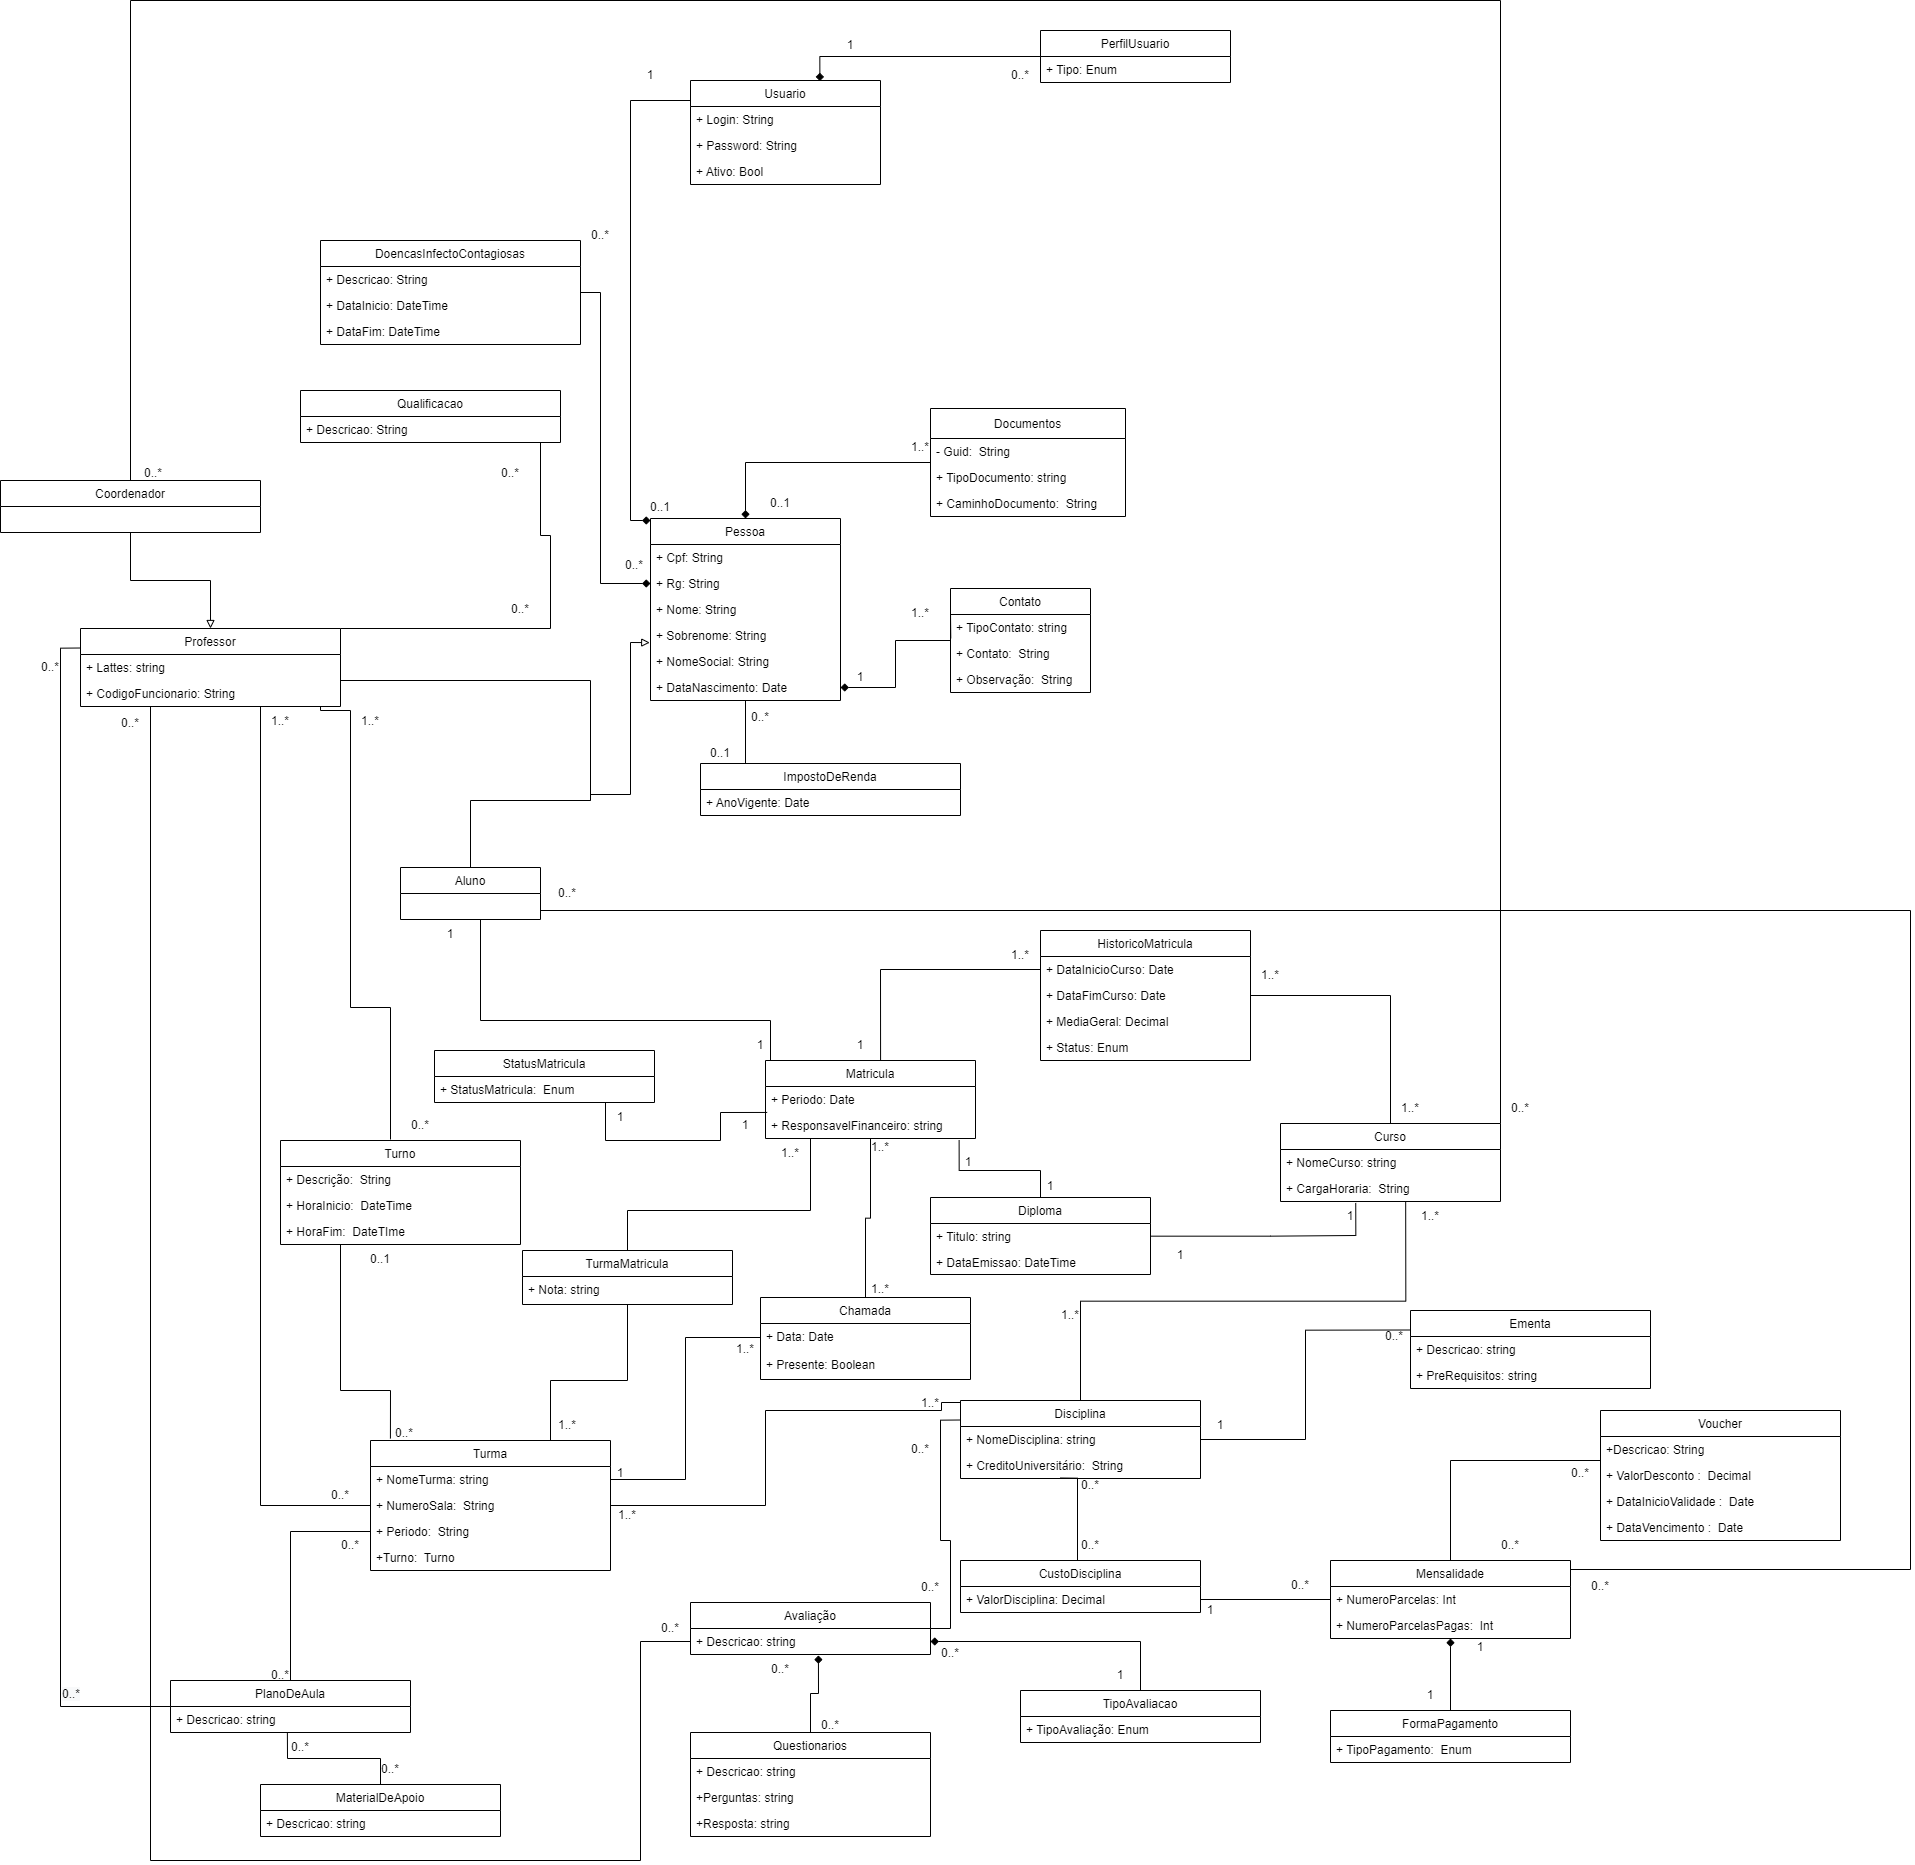 1
PerfilUsuario
+ Tipo: Enum
1
0..*
Usuario
+ Login: String
+ Password: String
+ Ativo: Bool
0..*
DoencasInfectoContagiosas
+ Descricao: String
+ DataInicio: DateTime
+ DataFim: DateTime
Qualificacao
+ Descricao: String
Documentos
- Guid:  String
+ TipoDocumento: string
+ CaminhoDocumento:  String
1..*
0..*
0..*
Coordenador
0..1
0..1
Pessoa
+ Cpf: String
+ Rg: String
+ Nome: String
+ Sobrenome: String
+ NomeSocial: String
+ DataNascimento: Date
0..*
0..*
1..*
Contato
+ TipoContato: string
+ Contato:  String
+ Observação:  String
1
Professor
+ Lattes: string
+ CodigoFuncionario: String
0..*
0..*
1..*
1..*
0..*
0..1
ImpostoDeRenda
+ AnoVigente: Date
Aluno
0..*
1
1..*
HistoricoMatricula
+ DataInicioCurso: Date
+ DataFimCurso: Date
+ MediaGeral: Decimal
+ Status: Enum
1..*
1
1
StatusMatricula
+ StatusMatricula:  Enum
1
1
Matricula
+ Periodo: Date
+ ResponsavelFinanceiro: string
1..*
0..*
Curso
+ NomeCurso: string
+ CargaHoraria:  String
0..*
Turno
+ Descrição:  String
+ HoraInicio:  DateTime
+ HoraFim:  DateTIme
0..1
1..*
1..*
1
1
Diploma
+ Titulo: string
+ DataEmissao: DateTime
1
1
1..*
TurmaMatricula
+ Nota: string
1..*
Chamada
+ Data: Date
+ Presente: Boolean
1..*
1..*
Ementa
+ Descricao: string
+ PreRequisitos: string
0..*
1..*
Disciplina
+ NomeDisciplina: string
+ CreditoUniversitário:  String
1
0..*
0..*
Voucher
+Descricao: String
+ ValorDesconto :  Decimal
+ DataInicioValidade :  Date
+ DataVencimento :  Date
0..*
0..*
1..*
Turma
+ NomeTurma: string
+ NumeroSala:  String
+ Periodo:  String
+Turno:  Turno
1
1..*
0..*
0..*
0..*
CustoDisciplina
+ ValorDisciplina: Decimal
1
0..*
0..*
Mensalidade
+ NumeroParcelas: Int
+ NumeroParcelasPagas:  Int
0..*
1
0..*
0..*
Avaliação
+ Descricao: string
0..*
0..*
1
TipoAvaliacao
+ TipoAvaliação: Enum
1
FormaPagamento
+ TipoPagamento:  Enum
0..*
0..*
PlanoDeAula
+ Descricao: string
0..*
0..*
MaterialDeApoio
+ Descricao: string
0..*
Questionarios
+ Descricao: string
+Perguntas: string
+Resposta: string